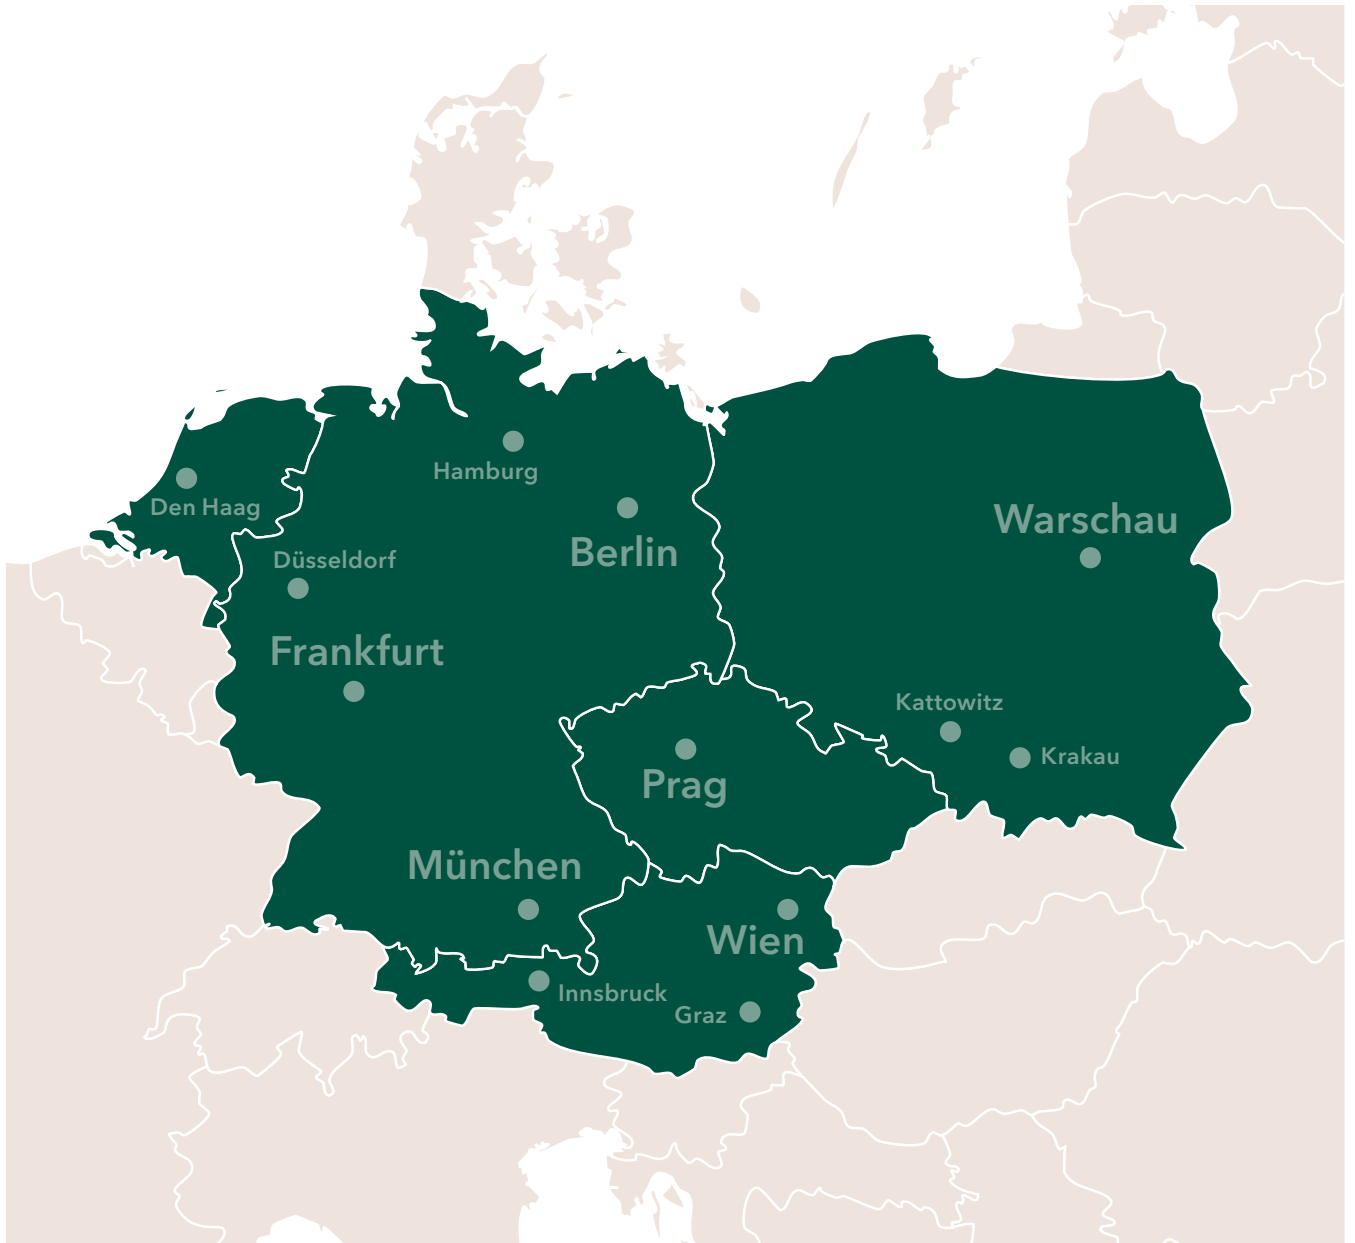 Hamburg
Den Haag
Warschau
Berlin
Düsseldorf
Frankfurt
Kattowitz
Krakau
Prag
München
Wien
Innsbruck
Graz